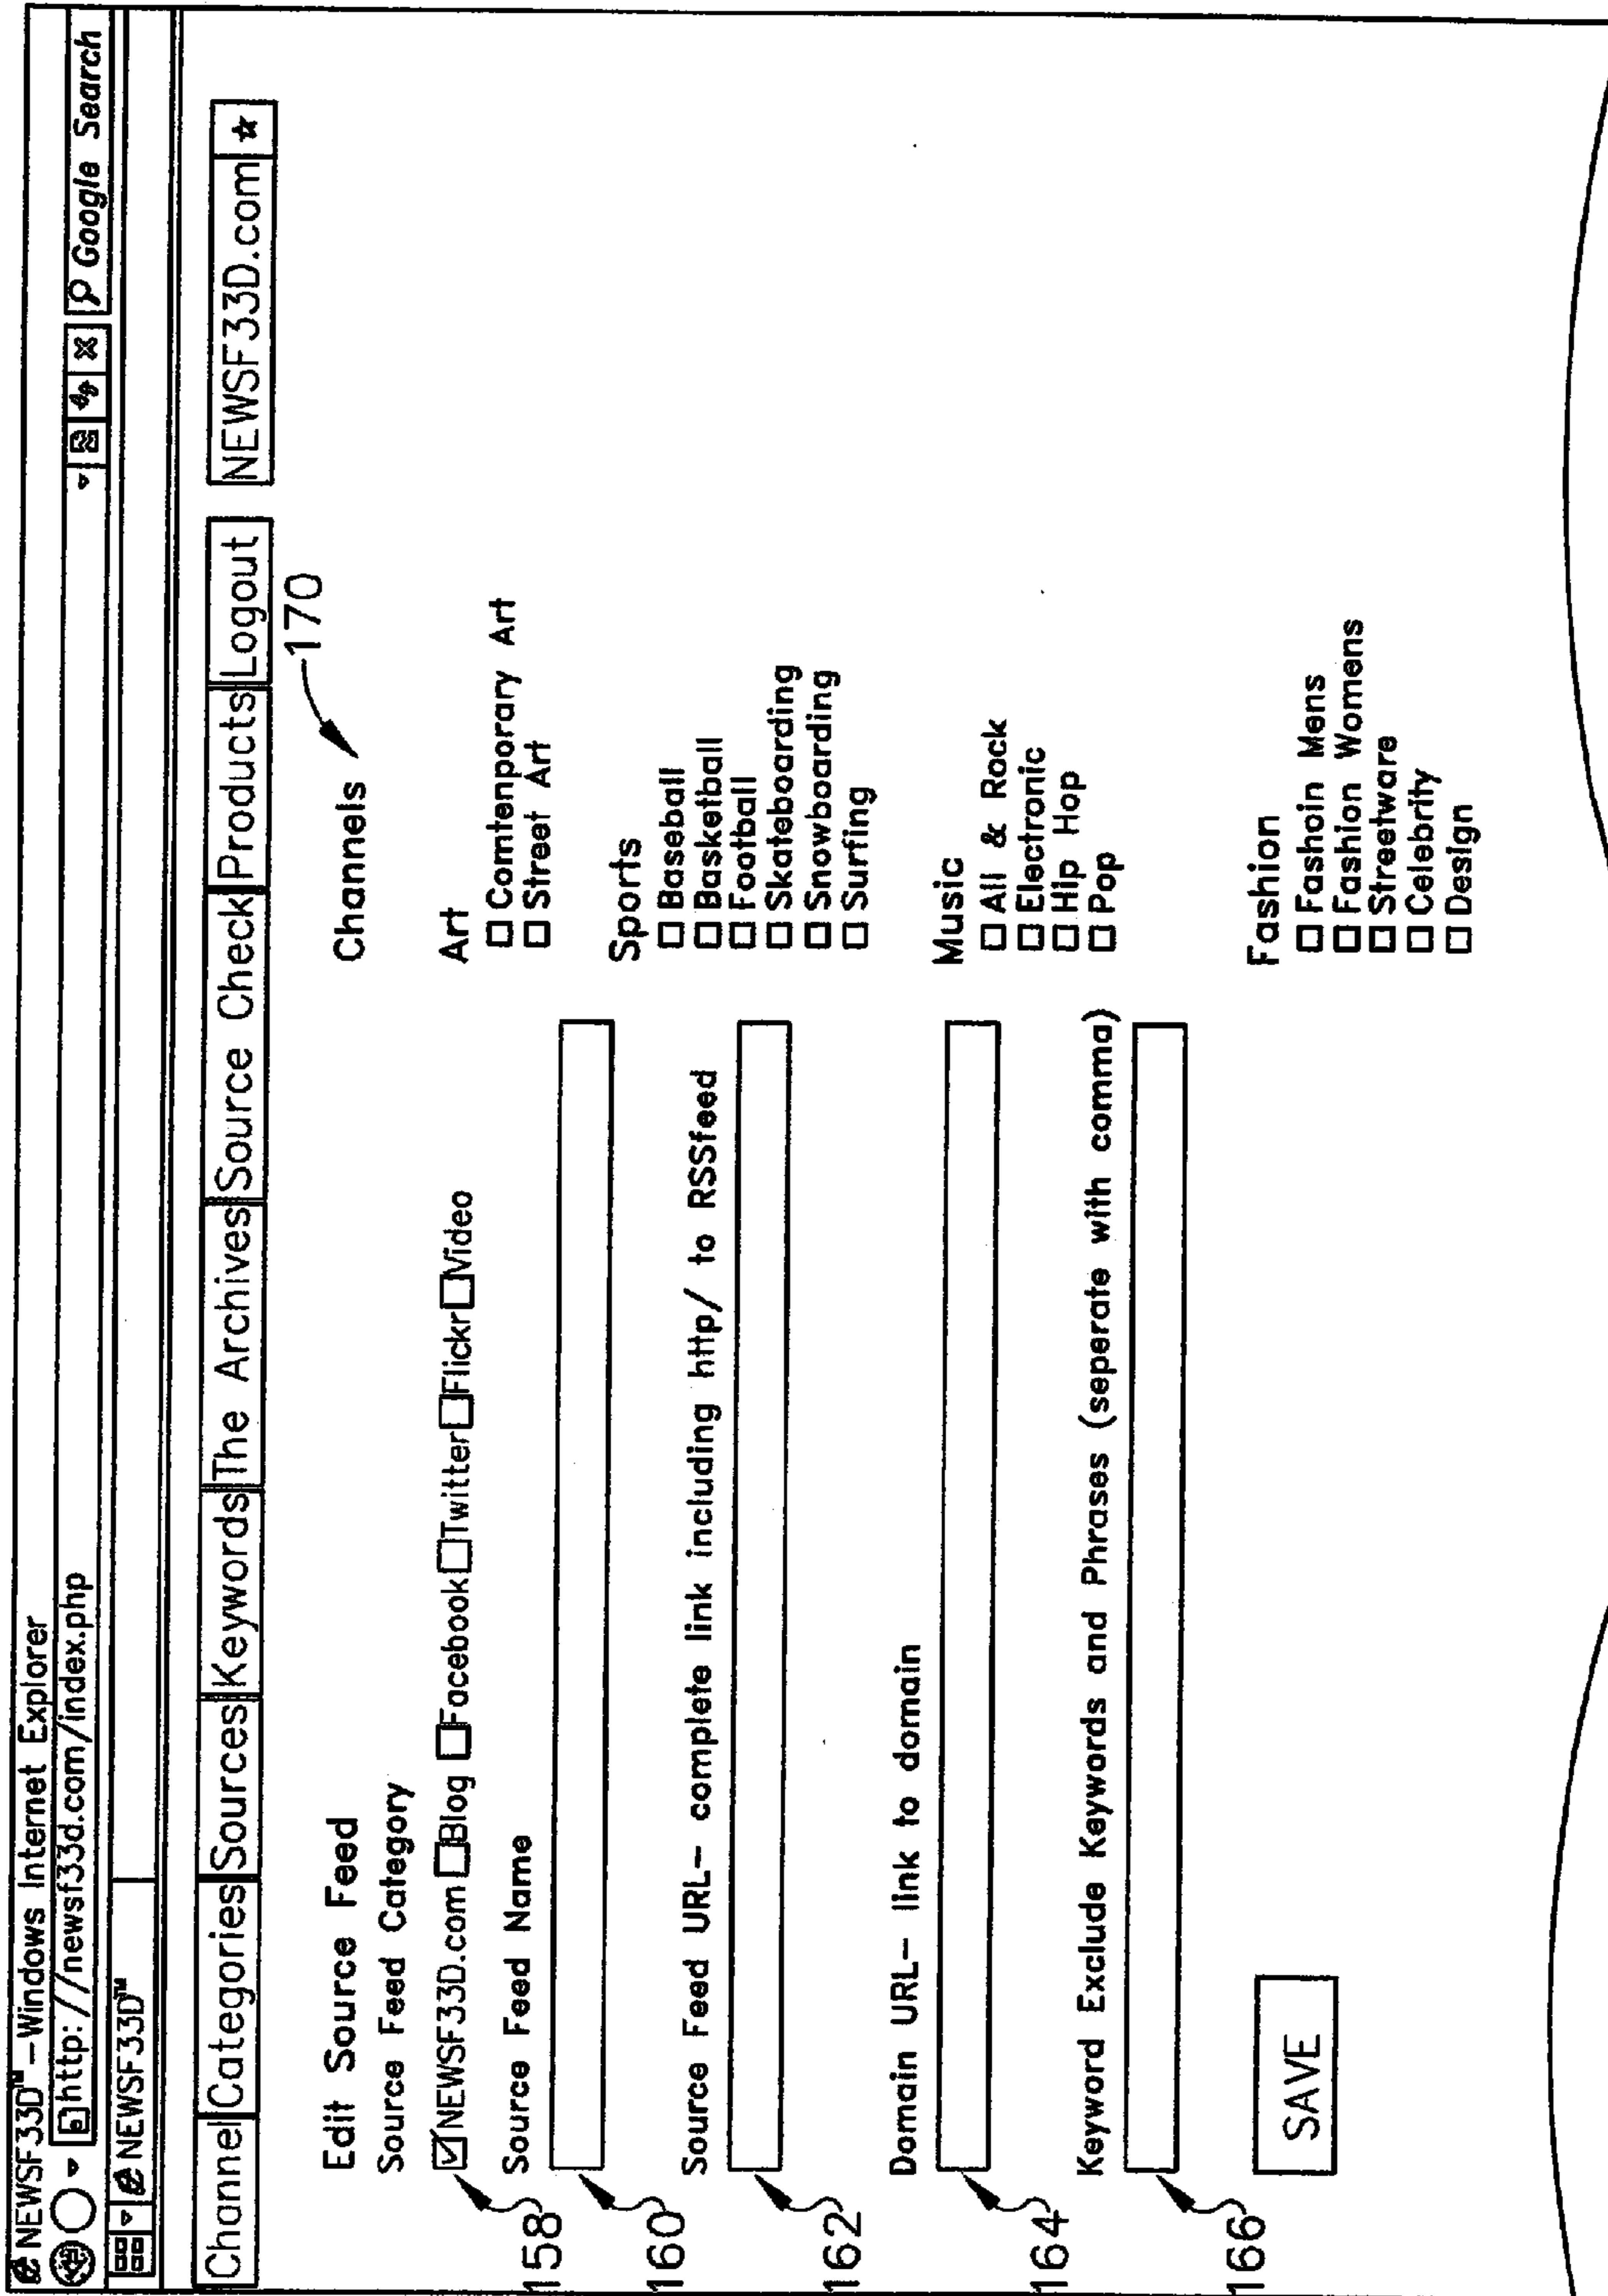 NEWSF33D™-Windows Internet Explorer
http://newsf33d.com/index.php
Google Search
NEWSF33D™
Channel Categories Sources Keywords The Archives Source Check Products Logout NEWSF33D.com
170
Edit Source Feed
Source Feed Category
NEWSF33D.com Blog Facebook Twitter Flickr Video
158
Source Feed Name
160
Source Feed URL- complete link including http/ to RSSfeed
162
Domain URL- link to domain
164
Keyword Exclude Keywords and Phrases (seperate with comma)
166
SAVE
Channels
Art
Comtenporary Art
Street Art
Sports
Baseball
Basketball
Football
Skateboarding
Snowboarding
Surfing
Music
All & Rock
Electronic
Hip Hop
Pop
Fashion
Fashoin Mens
Fashion Womens
Streetware
Celebrity
Design